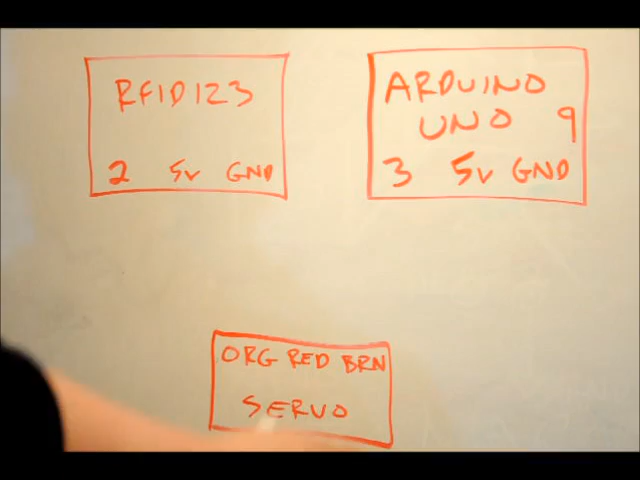 RFID123
2 5V GND
ARDUINO
UNO 9
3 5V GND
ORG RED BRN
SERVO